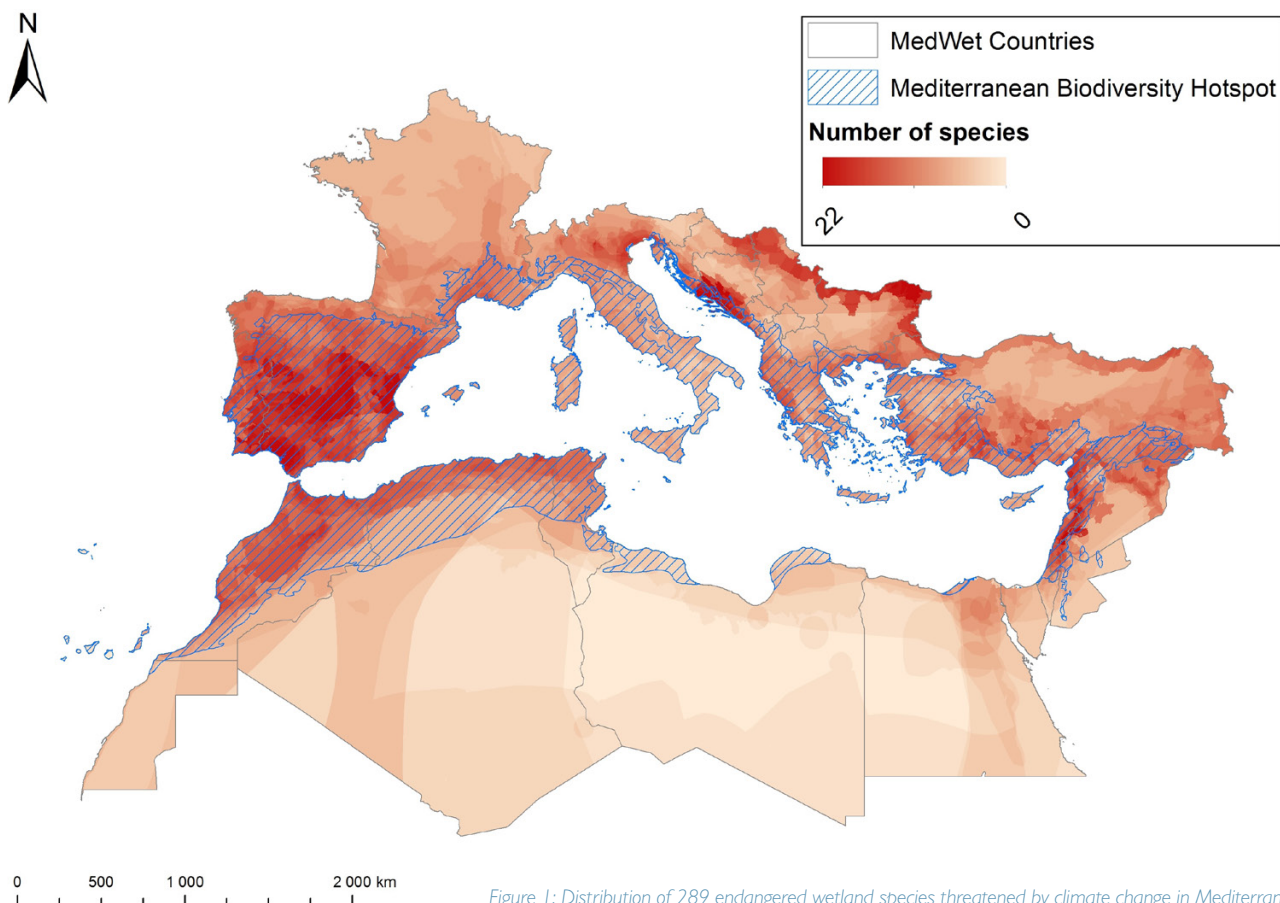 N
MedWet Countries
Mediterranean Biodiversity Hotspot
Number of species
22 0
0 500 1 000 2 000 km
Figure 1: Distribution of 289 endangered wetland species threatened by climate change in